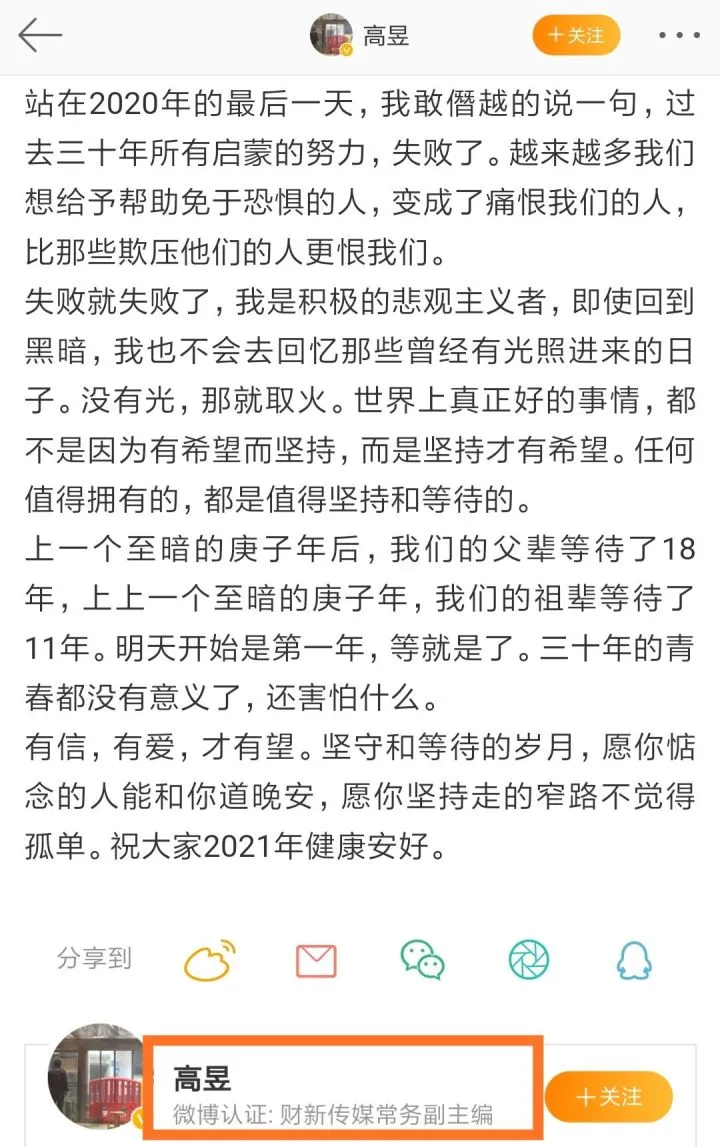 高昱
+关注
站在2020年的最后一天，我敢僭越的说一句，过
去三十年所有启蒙的努力，失败了。越来越多我们
想给予帮助免于恐惧的人，变成了痛恨我们的人，
比那些欺压他们的人更恨我们。
失败就失败了，我是积极的悲观主义者，即使回到
黑暗，我也不会去回忆那些曾经有光照进来的日
子。没有光，那就取火。世界上真正好的事情，都
不是因为有希望而坚持，而是坚持才有希望。任何
值得拥有的，都是值得坚持和等待的。
上一个至暗的庚子年后，我们的父辈等待了18
年，上上一个至暗的庚子年，我们的祖辈等待了
11年。明天开始是第一年，等就是了。三十年的青
春都没有意义了，还害怕什么。
有信，有爱，才有望。坚守和等待的岁月，愿你惦
念的人能和你道晚安，愿你坚持走的窄路不觉得
孤单。祝大家2021年健康安好。
分享到
高昱
微博认证: 财新传媒常务副主编
+关注